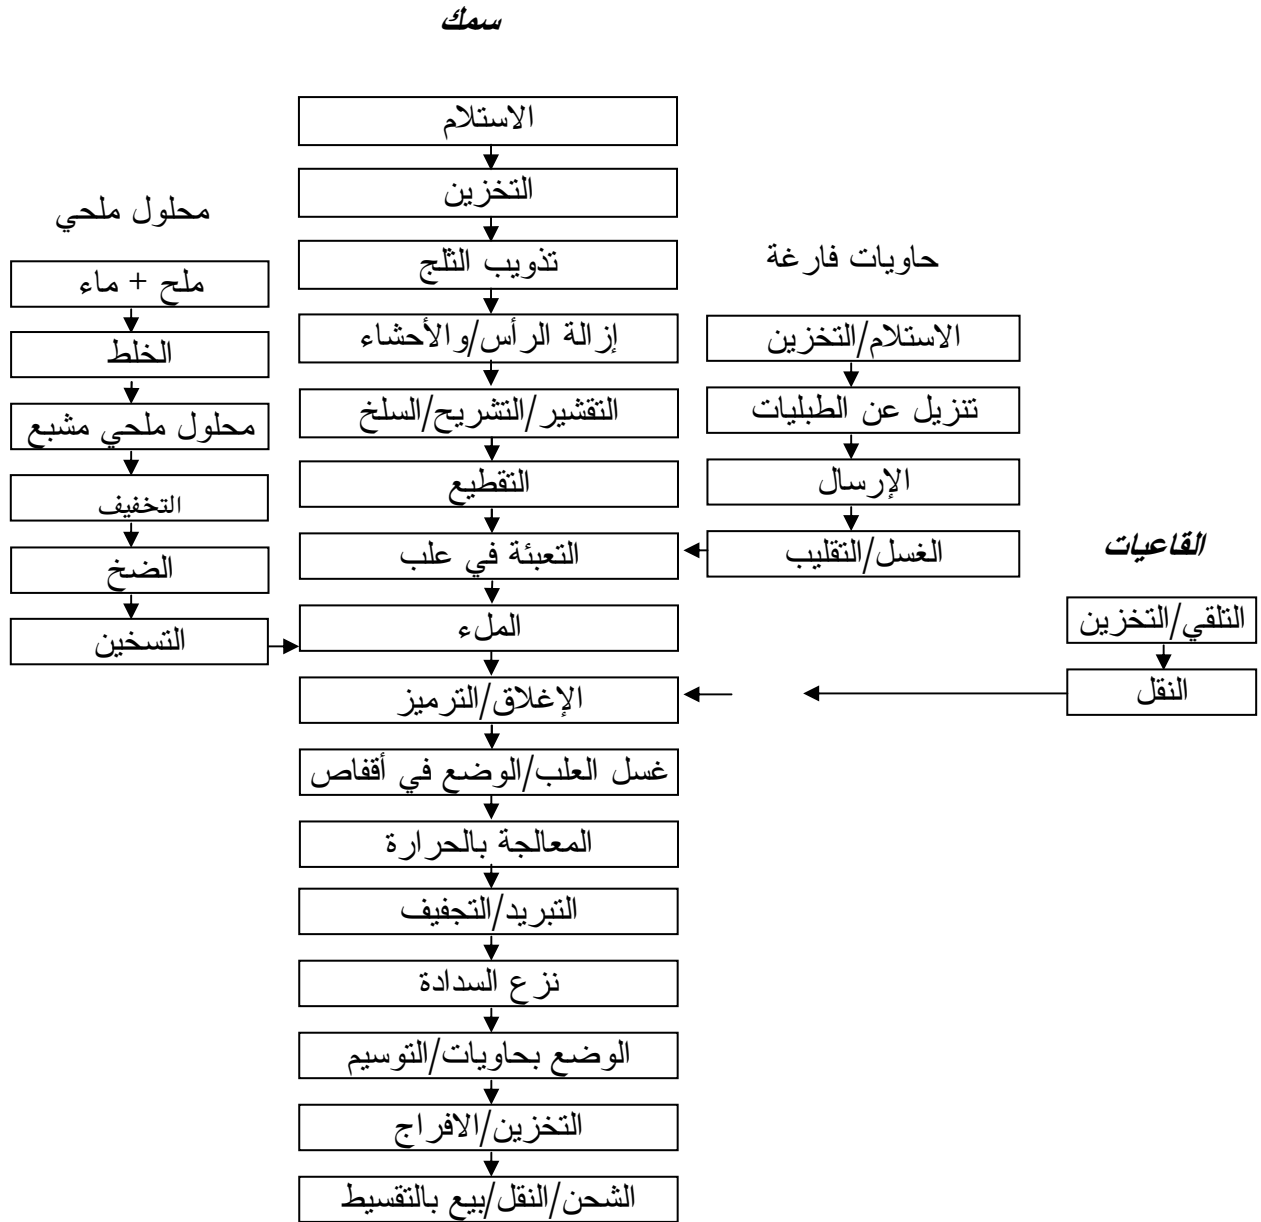 سمك
الاستلام
التخزين
تذويب الثلج
إزالة الرأس/والأحشاء
التقشير/التشريح/السلخ
التقطيع
التعبئة في علب
الملء
الإغلاق/الترميز
غسل العلب/الوضع في أقفاص
المعالجة بالحرارة
التبريد/التجفيف
نزع السدادة
الوضع بحاويات/التوسيم
التخزين/الافراج
الشحن/النقل/بيع بالتقسيط
حاويات فارغة
الاستلام/التخزين
تنزيل عن الطبليات
الإرسال
الغسل/التقليب
القاعيات
التلقي/التخزين
النقل
محلول ملحي
ملح + ماء
الخلط
محلول ملحي مشبع
التخفيف
الضخ
التسخين